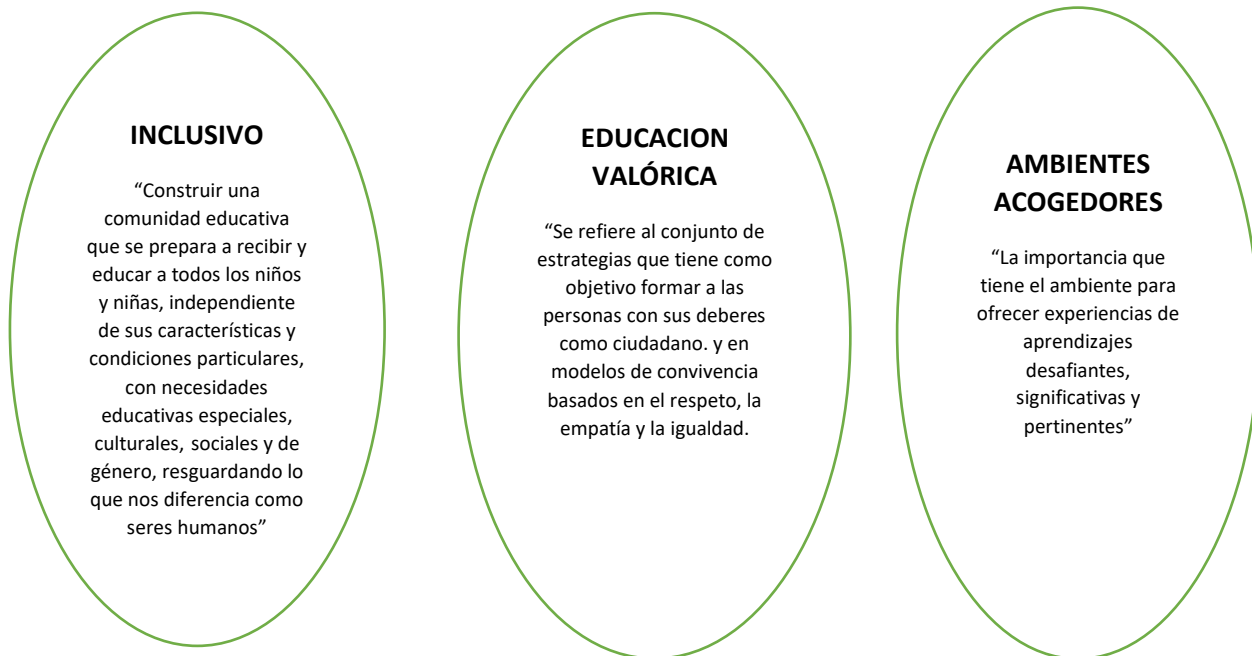 INCLUSIVO
“Construir una
comunidad educativa
que se prepara a recibir y
educar a todos los niños
y niñas, independiente
de sus características y
condiciones particulares,
con necesidades
educativas especiales,
culturales, sociales y de
género, resguardando lo
que nos diferencia como
seres humanos”
EDUCACION
VALÓRICA
“Se refiere al conjunto de
estrategias que tiene como
objetivo formar a las
personas con sus deberes
como ciudadano. y en
modelos de convivencia
basados en el respeto, la
empatía y la igualdad.
AMBIENTES
ACOGEDORES
“La importancia que
tiene el ambiente para
ofrecer experiencias de
aprendizajes
desafiantes,
significativas y
pertinentes”